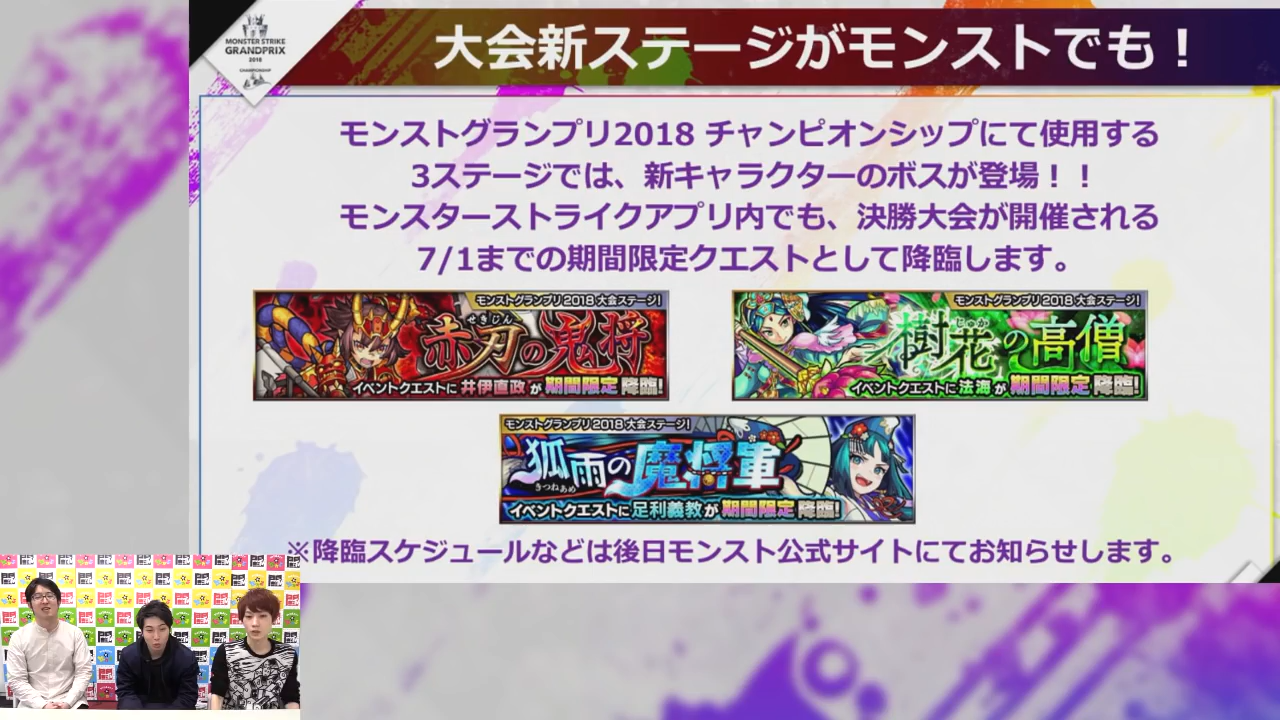 MONSTER STRIKE
GRANDPRIX
2018
CHAMPIONSHIP
大会新ステージがモンストでも！
モンストグランプリ2018 チャンピオンシップにて使用する
3ステージでは、新キャラクターのボスが登場！！
モンスターストライクアプリ内でも、決勝大会が開催される
7/1までの期間限定クエストとして降臨します。
モンストグランプリ2018 大会ステージ!
せきじん
赤刃の鬼将
イベントクエストに 井伊直政 が 期間限定 降臨!
モンストグランプリ2018 大会ステージ!
じゅか
樹花の高僧
イベントクエストに 法海 が 期間限定 降臨!
モンストグランプリ2018 大会ステージ!
狐雨の魔将軍
きつねあめ
イベントクエストに 足利義教 が 期間限定 降臨!
※降臨スケジュールなどは後日モンスト公式サイトにてお知らせします。